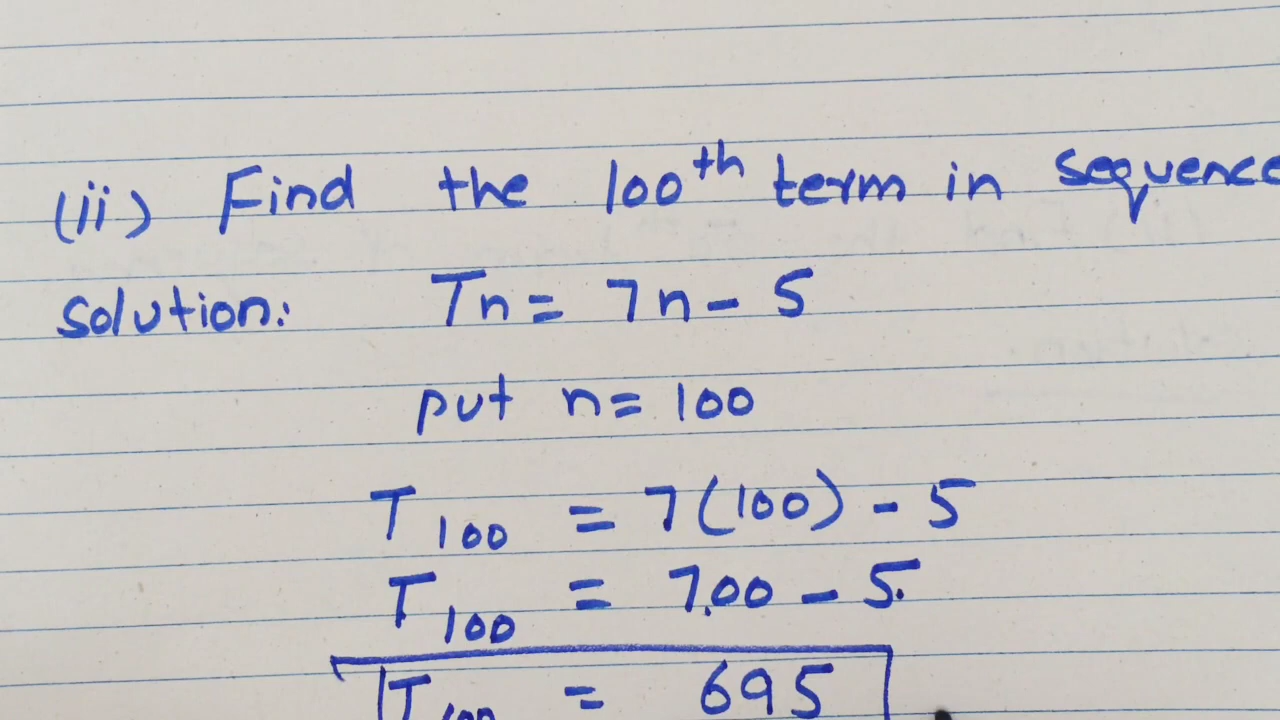 (ii) Find the 100th term in sequence
Solution: Tn = 7n - 5
put n = 100
T100 = 7(100) - 5
T100 = 700 - 5
T100 = 695